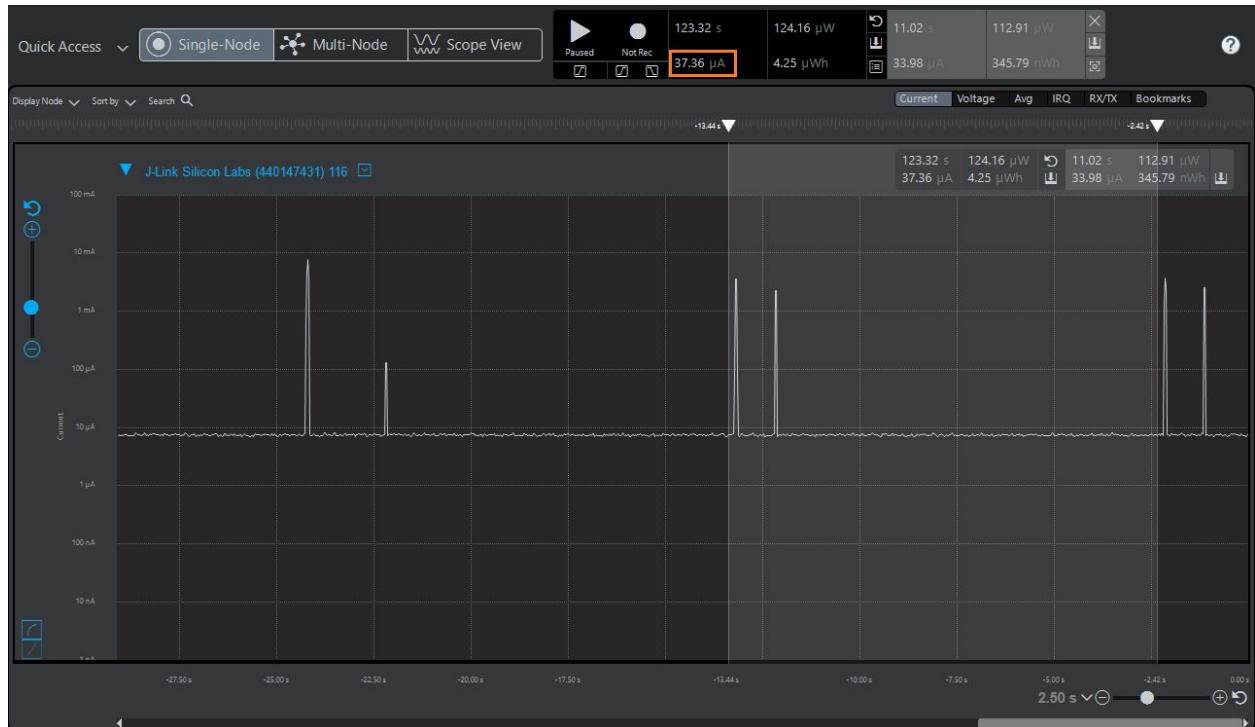 Quick Access Single-Node Multi-Node Scope View
Paused Not Rec
123.32 s 124.16 µW
37.36 µA 4.25 µWh
11.02 s 112.91 µW
33.98 µA 345.79 nWh
Display Node Sort by Search
Current Voltage Avg IRQ RX/TX Bookmarks
-13.44 s -2.42 s
J-Link Silicon Labs (440147431) 116
123.32 s 124.16 µW 11.02 s 112.91 µW
37.36 µA 4.25 µWh 33.98 µA 345.79 nWh
100 mA
10 mA
1 mA
100 µA
10 µA
Current
1 µA
100 nA
10 nA
-27.50 s -25.00 s -22.50 s -20.00 s -17.50 s -13.44 s -10.00 s -7.50 s -5.00 s -2.42 s 0.00 s
2.50 s